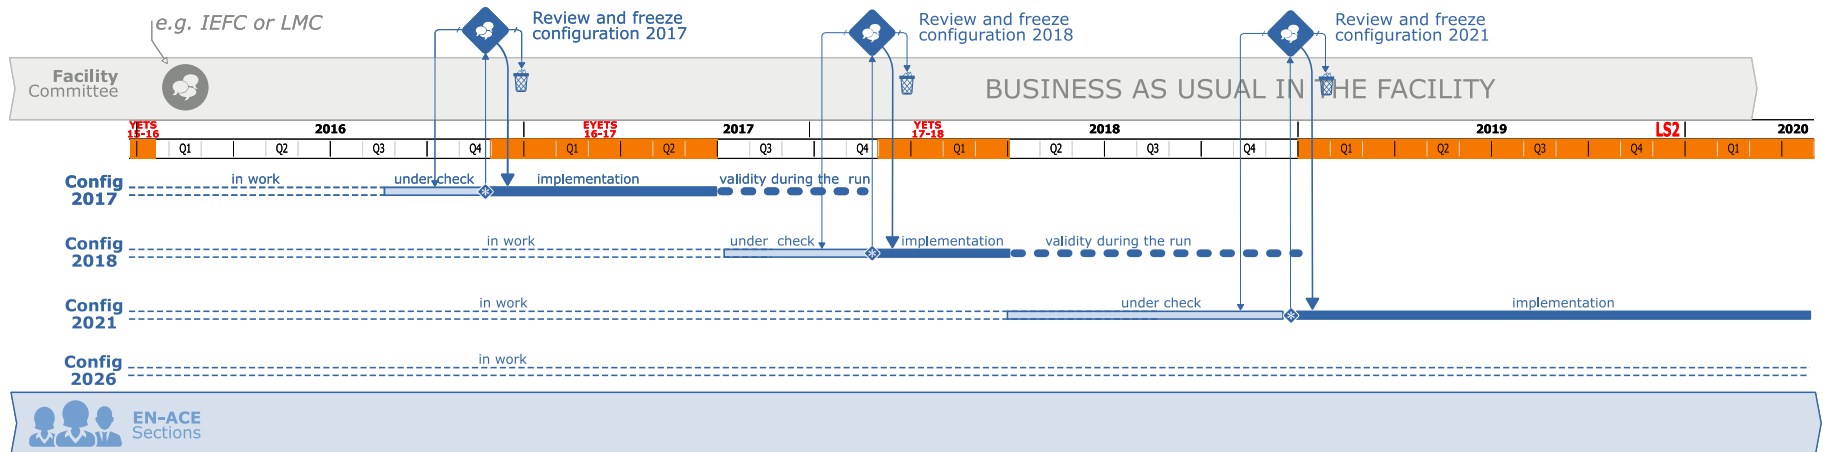 e.g. IEFC or LMC
Review and freeze
configuration 2017
Review and freeze
configuration 2018
Review and freeze
configuration 2021
Facility
Committee
BUSINESS AS USUAL IN THE FACILITY
YETS
15-16
2016
EYETS
16-17
2017
YETS
17-18
2018
2019
LS2
2020
Q1 Q2 Q3 Q4 Q1 Q2 Q3 Q4 Q1 Q2 Q3 Q4 Q1 Q2 Q3 Q4 Q1
Config
2017
in work
under check
implementation
validity during the run
Config
2018
in work
under check
implementation
validity during the run
Config
2021
in work
under check
implementation
Config
2026
in work
EN-ACE
Sections